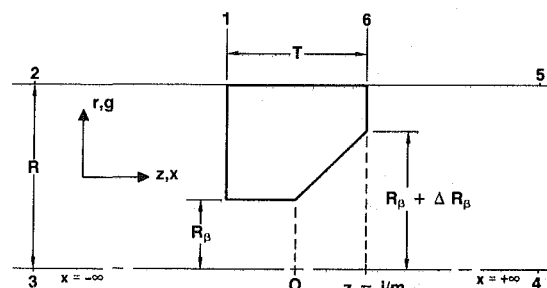 1 6
T
2 5
r,g
R
z,x
R_β
R_β + Δ R_β
3 x = -∞ O x = +∞ 4